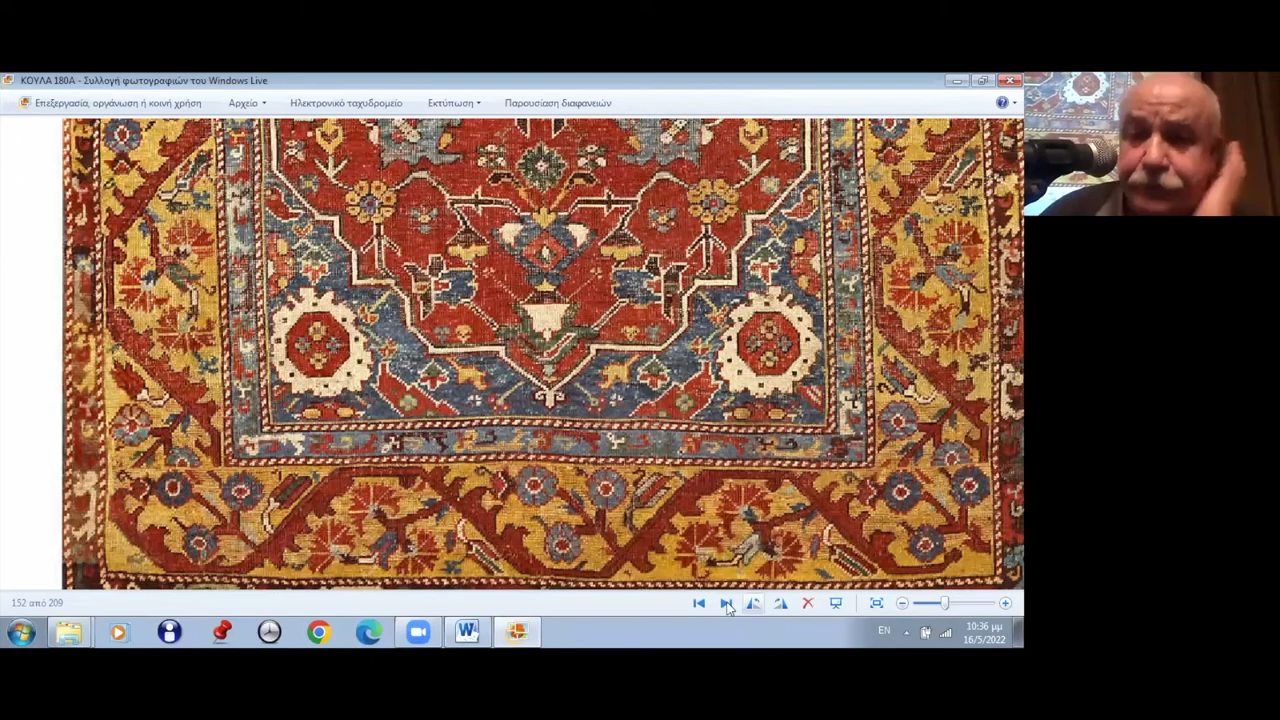 ΚΟΥΛΑ 180Α - Συλλογή φωτογραφιών του Windows Live
Επεξεργασία, οργάνωση ή κοινή χρήση Αρχείο Ηλεκτρονικό ταχυδρομείο Εκτύπωση Παρουσίαση διαφανειών
152 από 209
EN
10:36 μμ
16/5/2022